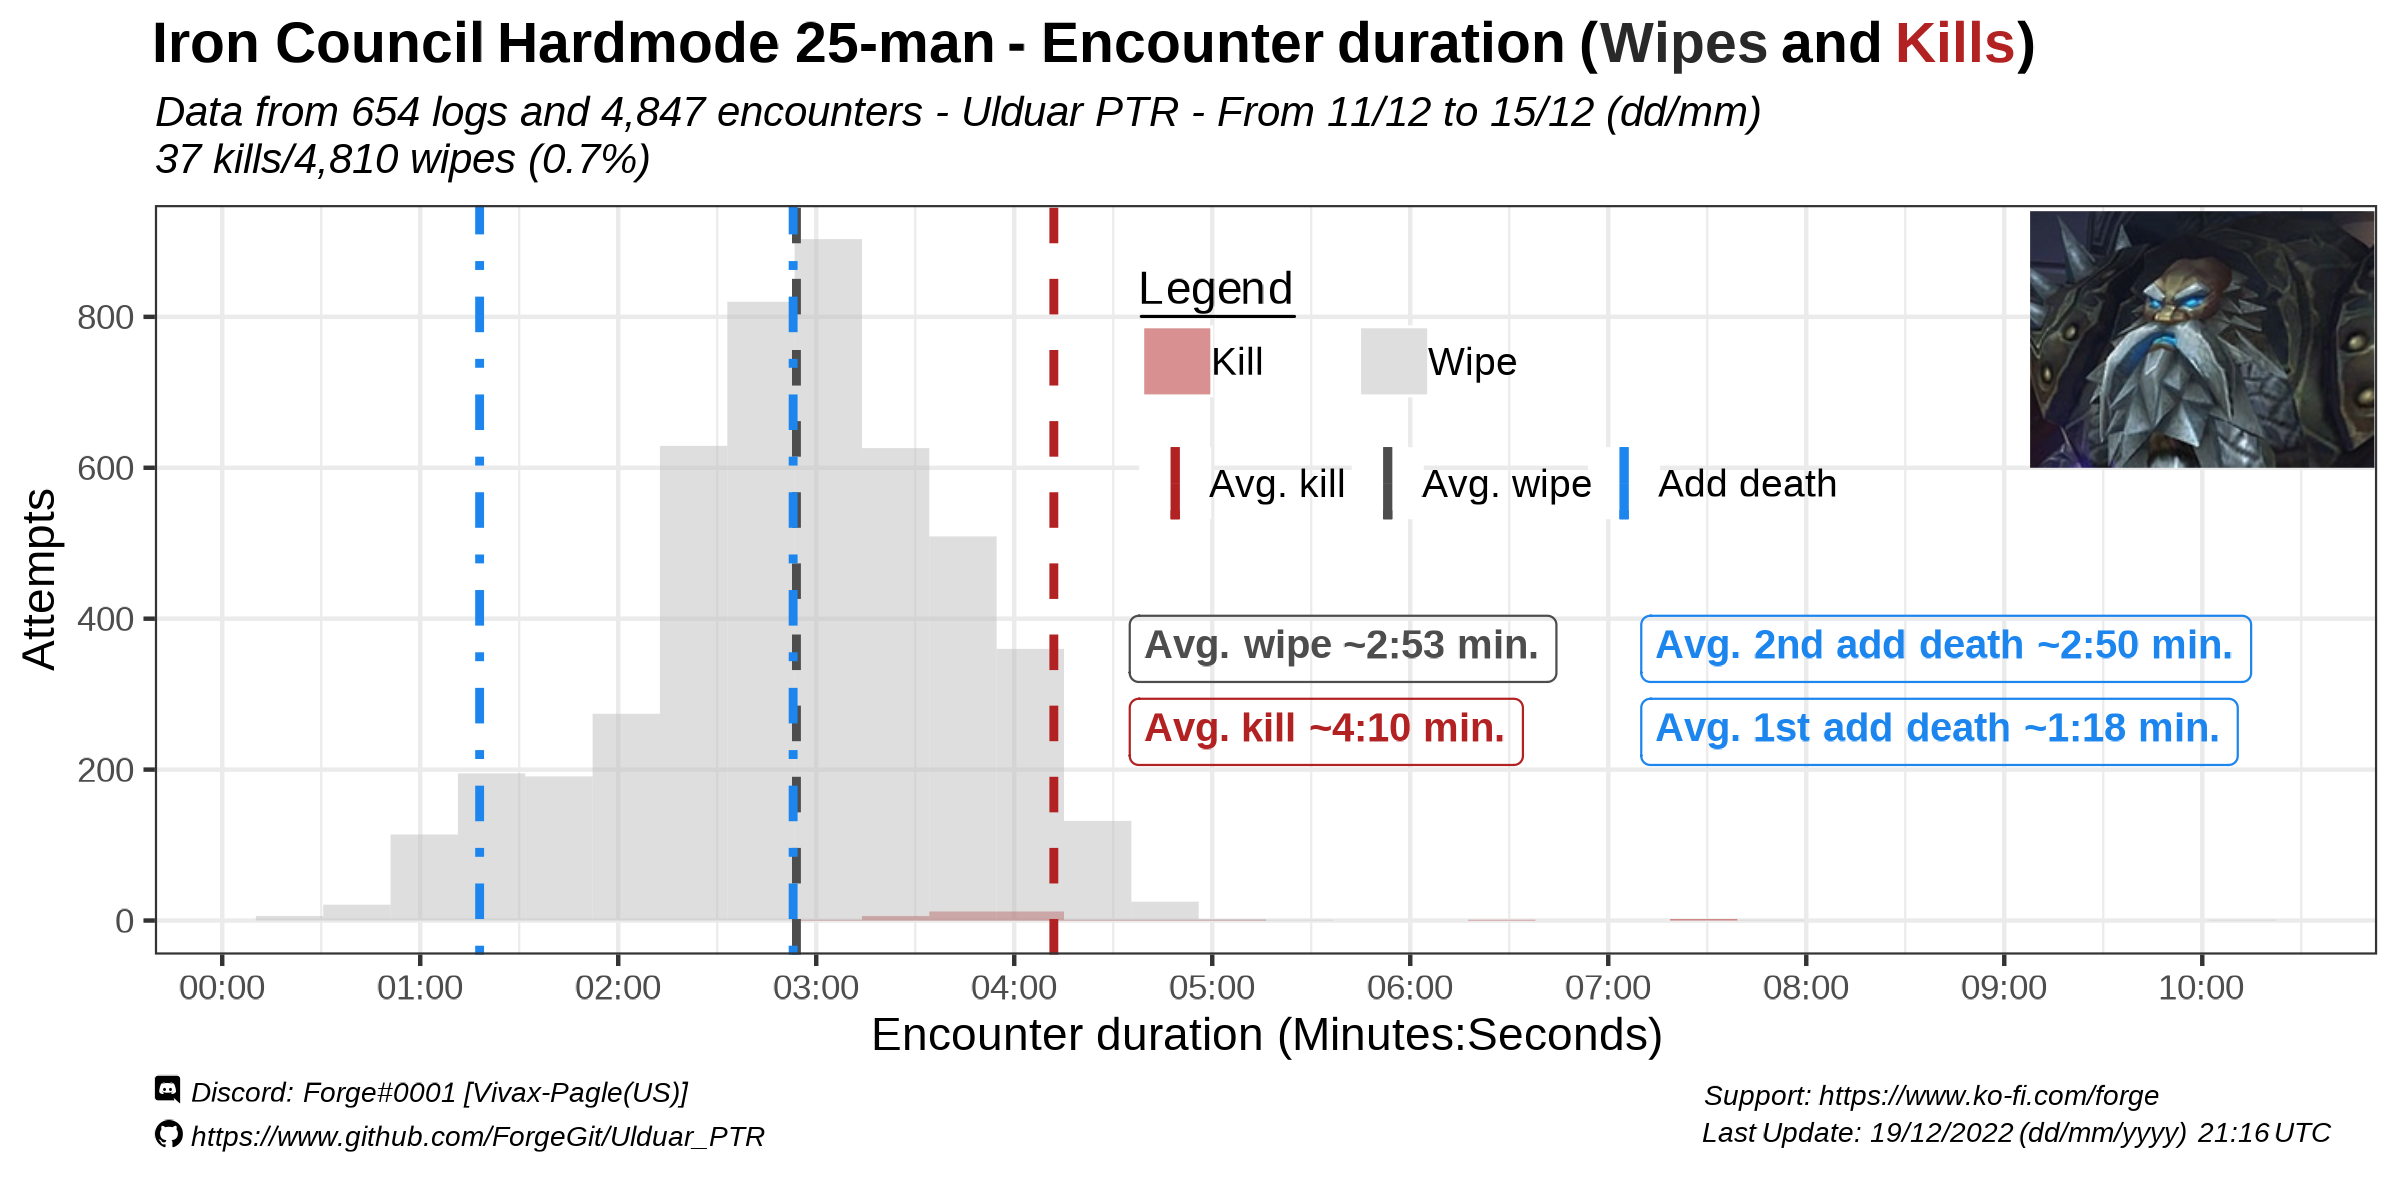 Iron Council Hardmode 25-man - Encounter duration (Wipes and Kills)
Data from 654 logs and 4,847 encounters - Ulduar PTR - From 11/12 to 15/12 (dd/mm)
37 kills/4,810 wipes (0.7%)
Attempts
800
600
400
200
0
Legend
Kill
Wipe
Avg. kill
Avg. wipe
Add death
Avg. wipe ~2:53 min.
Avg. 2nd add death ~2:50 min.
Avg. kill ~4:10 min.
Avg. 1st add death ~1:18 min.
00:00
01:00
02:00
03:00
04:00
05:00
06:00
07:00
08:00
09:00
10:00
Encounter duration (Minutes:Seconds)
Discord: Forge#0001 [Vivax-Pagle(US)]
https://www.github.com/ForgeGit/Ulduar_PTR
Support: https://www.ko-fi.com/forge
Last Update: 19/12/2022 (dd/mm/yyyy) 21:16 UTC